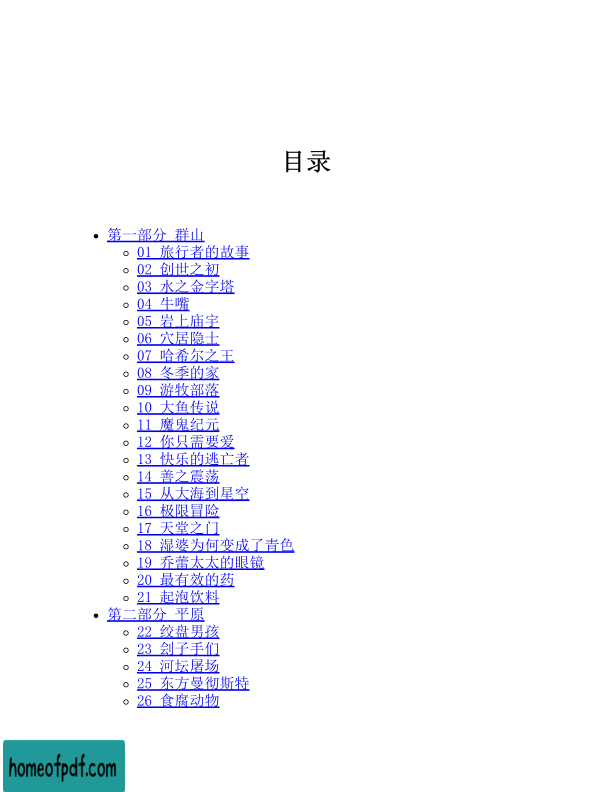 目录
第一部分 群山
01 旅行者的故事
02 创世之初
03 水之金字塔
04 牛嘴
05 岩上庙宇
06 穴居隐士
07 哈希尔之王
08 冬季的家
09 游牧部落
10 大鱼传说
11 魔鬼纪元
12 你只需要爱
13 快乐的逃亡者
14 善之震荡
15 从大海到星空
16 极限冒险
17 天堂之门
18 湿婆为何变成了青色
19 乔蕾太太的眼镜
20 最有效的药
21 起泡饮料
第二部分 平原
22 绞盘男孩
23 刽子手们
24 河坛屠场
25 东方曼彻斯特
26 食腐动物
homeofpdf.com